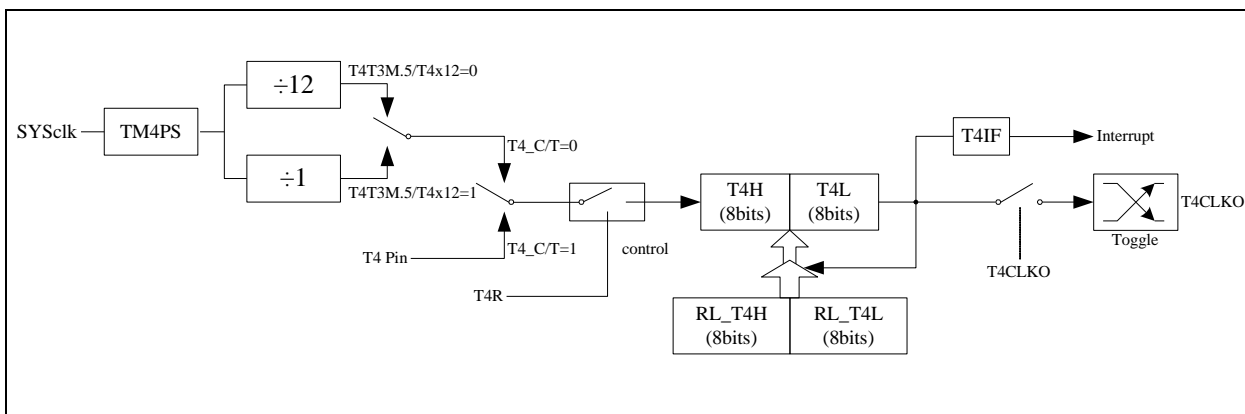 ÷12
T4T3M.5/T4x12=0
SYSclk
TM4PS
÷1
T4T3M.5/T4x12=1
T4_C/T=0
T4_C/T=1
T4 Pin
T4R
control
T4H
(8bits)
T4L
(8bits)
T4IF
Interrupt
T4CLKO
Toggle
T4CLKO
RL_T4H
(8bits)
RL_T4L
(8bits)